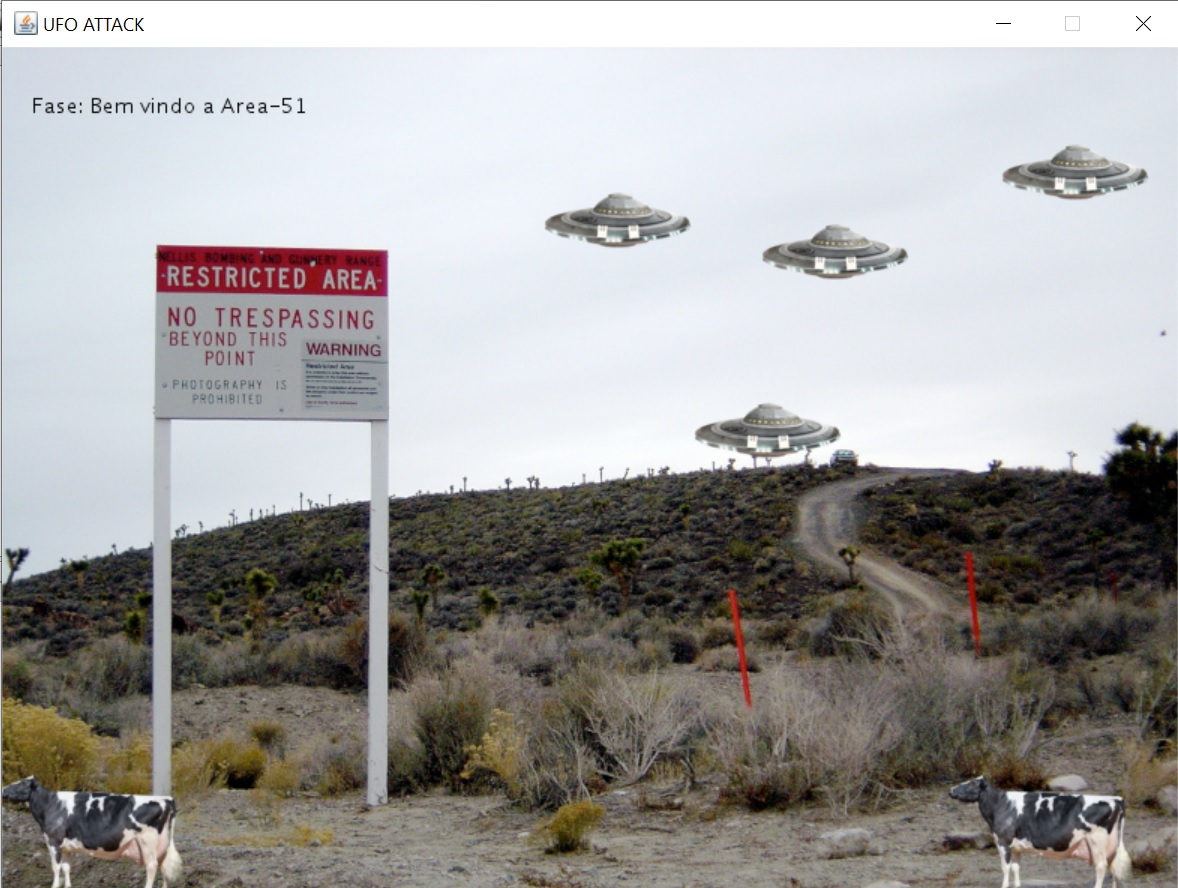 UFO ATTACK
Fase: Bem vindo a Area-51
NELLIS BOMBING AND GUNNERY RANGE
·RESTRICTED AREA·
NO TRESPASSING
BEYOND THIS
POINT
WARNING
Restricted Area
PHOTOGRAPHY IS
PROHIBITED